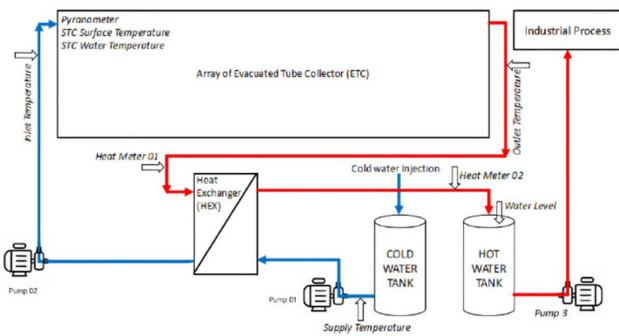 Pyranometer
STC Surface Temperature
STC Water Temperature
Array of Evacuated Tube Collector (ETC)
Industrial Process
Inlet Temperature
Outlet Temperature
Heat Meter 01
Heat
Exchanger
(HEX)
Cold water Injection
Heat Meter 02
Water Level
COLD
WATER
TANK
HOT
WATER
TANK
Pump 02
Pump 01
Supply Temperature
Pump 3